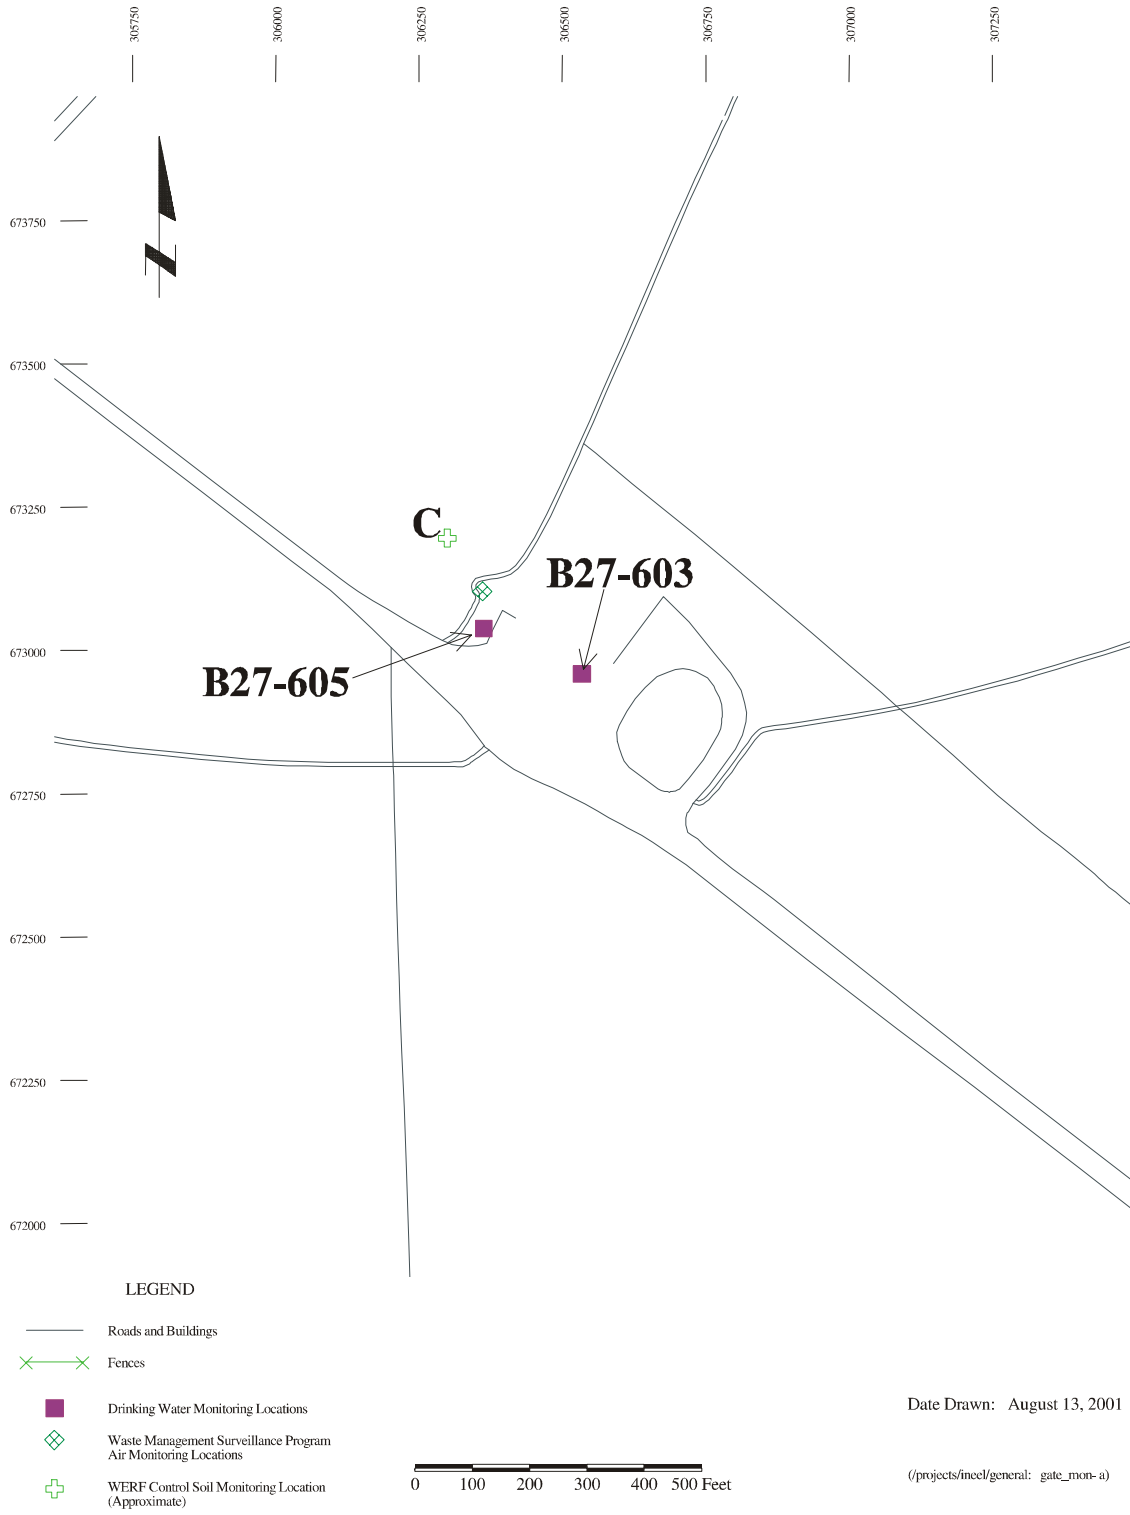 305750
306000
306250
306500
306750
307000
307250
673750
673500
673250
673000
672750
672500
672250
672000
N
C
B27-603
B27-605
LEGEND
Roads and Buildings
Fences
Drinking Water Monitoring Locations
Waste Management Surveillance Program
Air Monitoring Locations
WERF Control Soil Monitoring Location
(Approximate)
0 100 200 300 400 500 Feet
Date Drawn: August 13, 2001
(/projects/ineel/general: gate_mon-a)